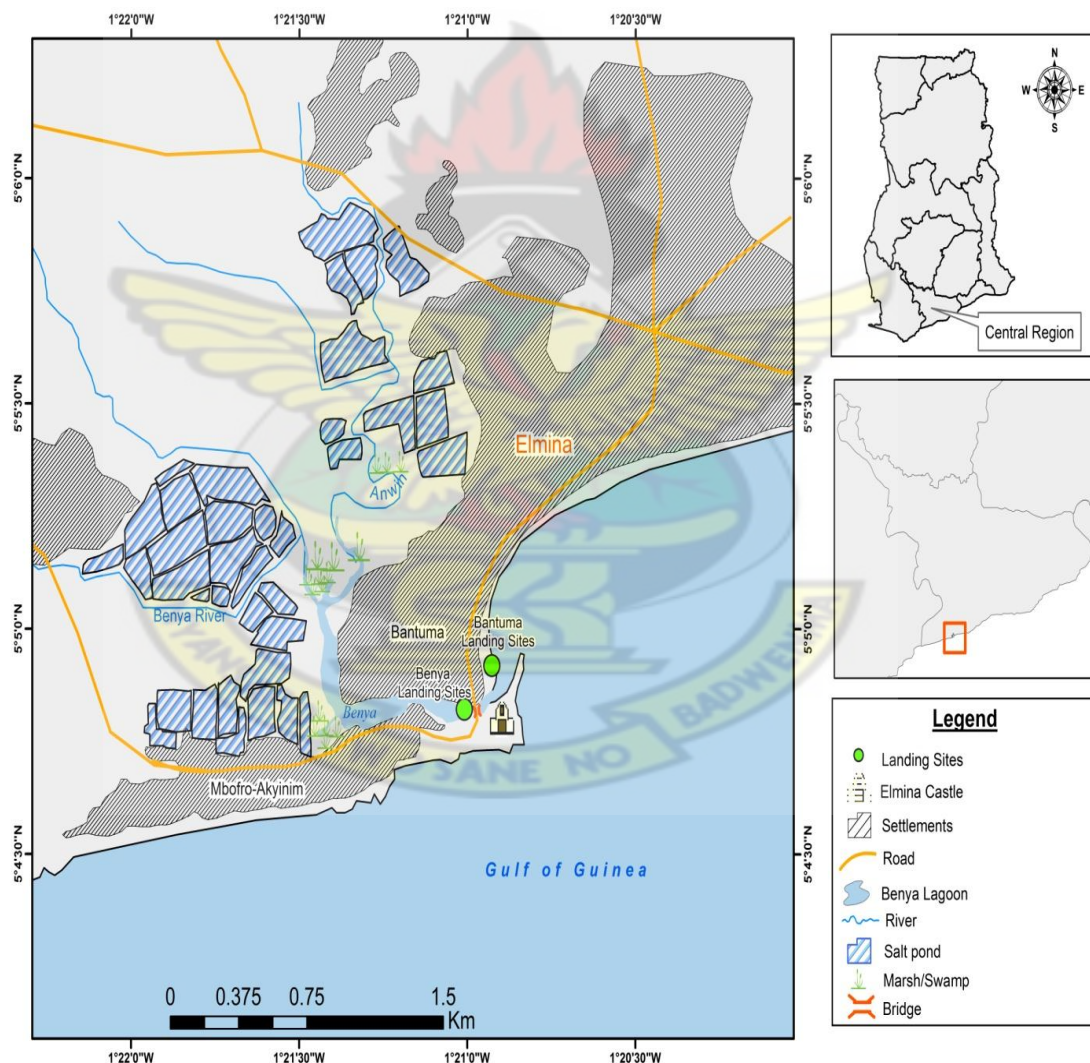 1°22'0"W
1°21'30"W
1°21'0"W
1°20'30"W
5°6'0"N
5°5'30"N
5°5'0"N
5°4'30"N
5°6'0"N
5°5'30"N
5°5'0"N
5°4'30"N
Elmina
Anwin
Benya River
Bantuma
Bantuma
Landing Sites
Benya
Landing Sites
Benya
Mbofro-Akyinim
Gulf of Guinea
SANE NO
BADWENMA
0
0.375
0.75
1.5
Km
1°22'0"W
1°21'30"W
1°21'0"W
1°20'30"W
N
W
E
S
Central Region
Legend
Landing Sites
Elmina Castle
Settlements
Road
Benya Lagoon
River
Salt pond
Marsh/Swamp
Bridge